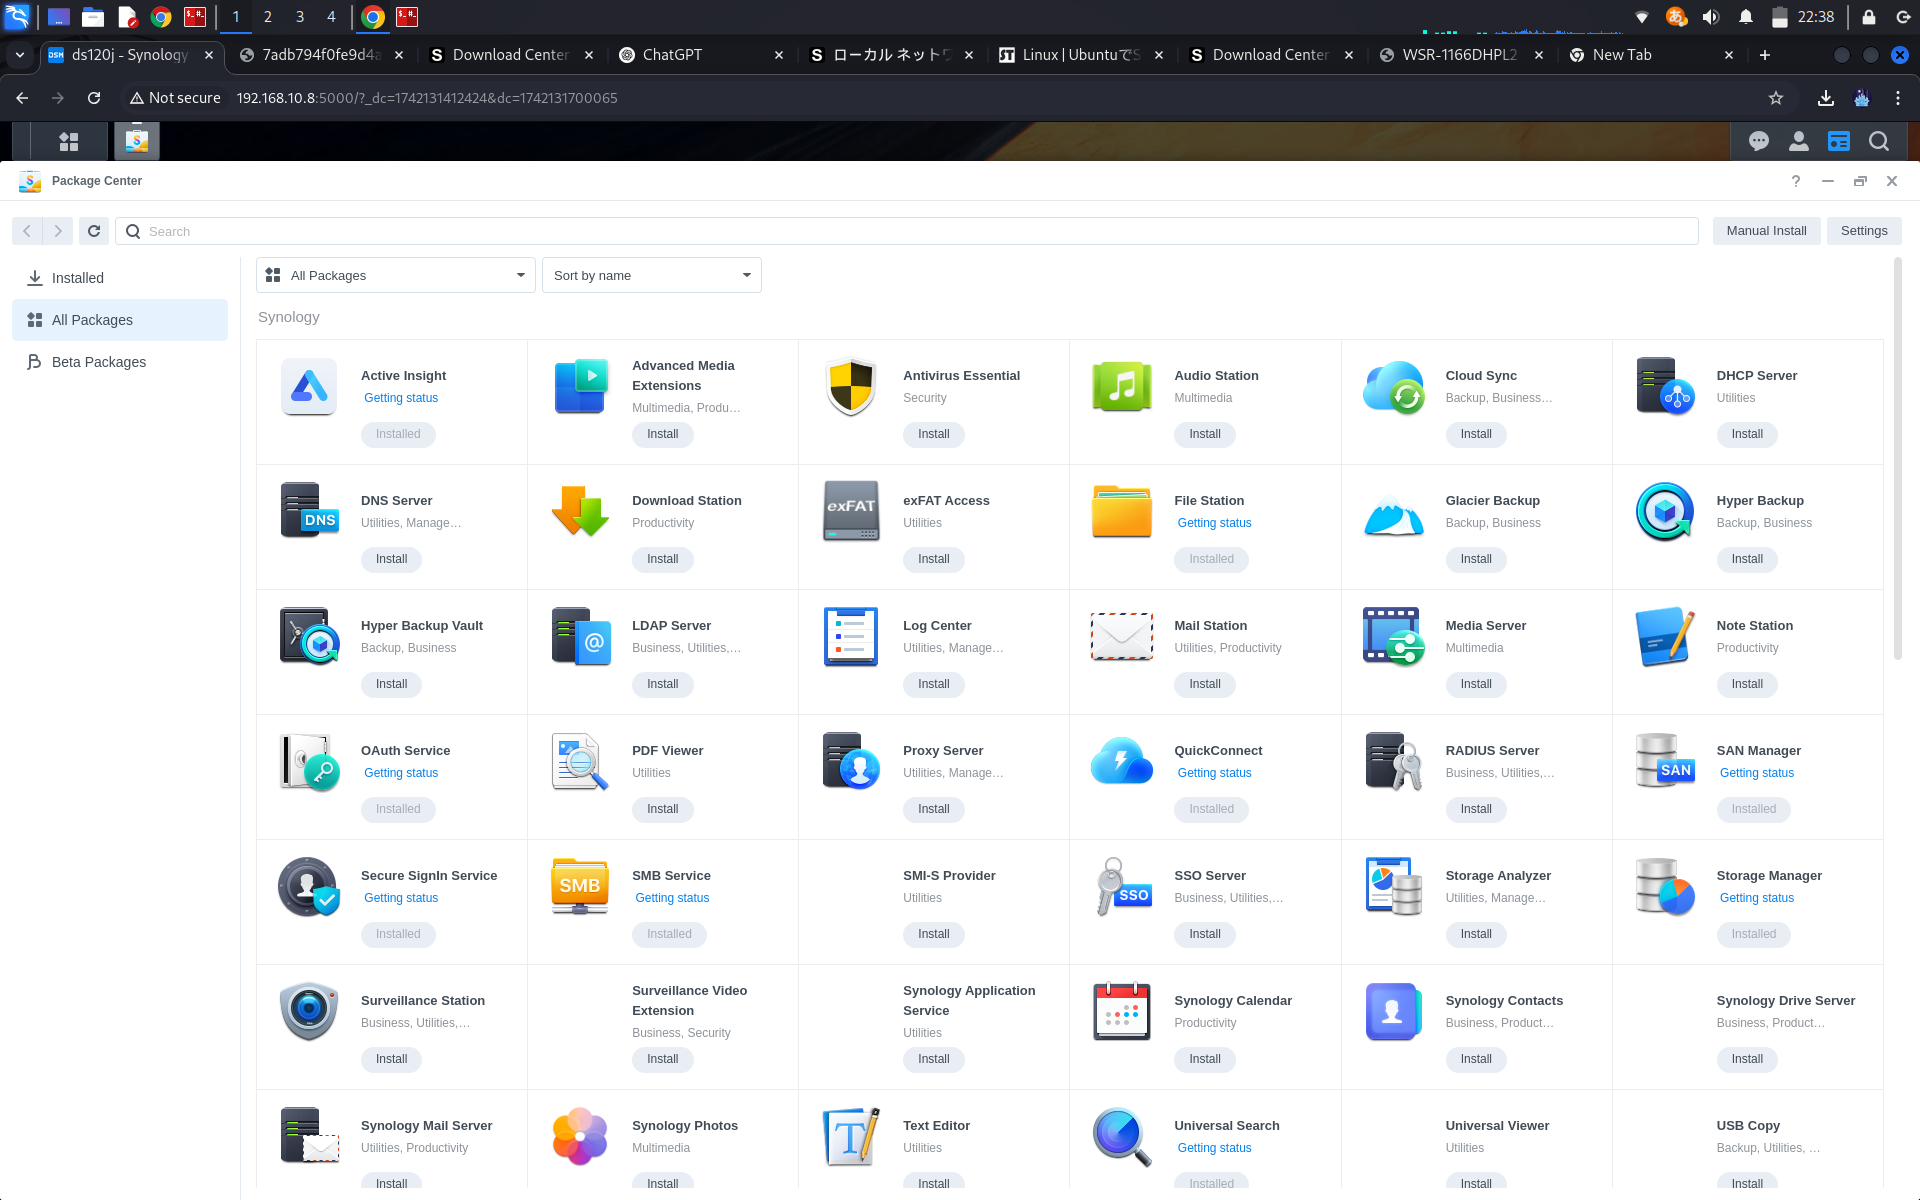 1 2 3 4
あ 22:38
DSM ds120j - Synology
7adb794f0fe9d4a
Download Center
ChatGPT
ローカル ネットワ
Linux | UbuntuでS
Download Center
WSR-1166DHPL2
New Tab
Not secure 192.168.10.8:5000/?_dc=1742131412424&dc=1742131700065
Package Center
Search
Manual Install
Settings
Installed
All Packages
Beta Packages
All Packages
Sort by name
Synology
Active Insight
Getting status
Installed
Advanced Media
Extensions
Multimedia, Produ…
Install
Antivirus Essential
Security
Install
Audio Station
Multimedia
Install
Cloud Sync
Backup, Business…
Install
DHCP Server
Utilities
Install
DNS
DNS Server
Utilities, Manage…
Install
Download Station
Productivity
Install
exFAT
exFAT Access
Utilities
Install
File Station
Getting status
Installed
Glacier Backup
Backup, Business
Install
Hyper Backup
Backup, Business
Install
Hyper Backup Vault
Backup, Business
Install
@
LDAP Server
Business, Utilities,…
Install
Log Center
Utilities, Manage…
Install
Mail Station
Utilities, Productivity
Install
Media Server
Multimedia
Install
Note Station
Productivity
Install
OAuth Service
Getting status
Installed
PDF Viewer
Utilities
Install
Proxy Server
Utilities, Manage…
Install
QuickConnect
Getting status
Installed
RADIUS Server
Business, Utilities,…
Install
SAN
SAN Manager
Getting status
Installed
Secure SignIn Service
Getting status
Installed
SMB
SMB Service
Getting status
Installed
SMI-S Provider
Utilities
Install
SSO
SSO Server
Business, Utilities,…
Install
Storage Analyzer
Utilities, Manage…
Install
Storage Manager
Getting status
Installed
Surveillance Station
Business, Utilities,…
Install
Surveillance Video
Extension
Business, Security
Install
Synology Application
Service
Utilities
Install
Synology Calendar
Productivity
Install
Synology Contacts
Business, Product…
Install
Synology Drive Server
Business, Product…
Install
Synology Mail Server
Utilities, Productivity
Install
Synology Photos
Multimedia
Install
T
Text Editor
Utilities
Install
Universal Search
Getting status
Installed
Universal Viewer
Utilities
Install
USB Copy
Backup, Utilities, …
Install